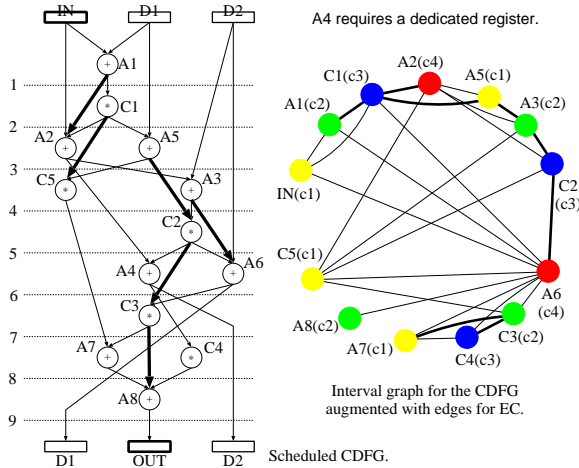 IN D1 D2
A4 requires a dedicated register.
+ A1
1
* C1
2
A2 + + A5
3
C5 * * A3
4
C2 *
5
A4 + + A6
6
C3 *
7
A7 + * C4
8
A8 +
9
D1 OUT D2
Scheduled CDFG.
A2(c4)
C1(c3)
A5(c1)
A1(c2)
A3(c2)
C2
(c3)
IN(c1)
C5(c1)
A6
(c4)
A8(c2)
C3(c2)
A7(c1)
C4(c3)
Interval graph for the CDFG
augmented with edges for EC.